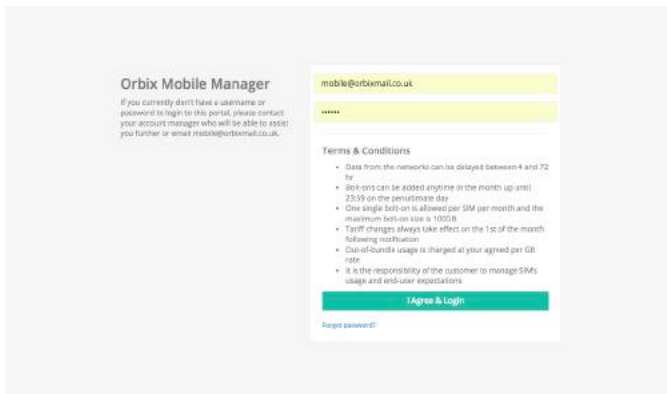 Orbix Mobile Manager
If you currently don't have a username or
password to login to this portal, please contact
your account manager who will be able to assist
you further or email mobile@orbixmail.co.uk.
mobile@orbixmail.co.uk
••••••
Terms & Conditions
• Data from the networks can be delayed between 4 and 72
hr
• Bolt-ons can be added anytime in the month up until
23:59 on the penultimate day
• One single bolt-on is allowed per SIM per month and the
maximum bolt-on size is 100GB
• Tariff changes always take effect on the 1st of the month
following notification
• Out-of-bundle usage is charged at your agreed per GB
rate
• It is the responsibility of the customer to manage SIMs
usage and end-user expectations
I Agree & Login
Forgot password?